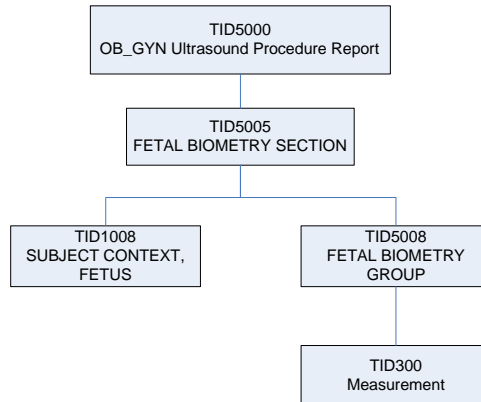 TID5000
OB_GYN Ultrasound Procedure Report
TID5005
FETAL BIOMETRY SECTION
TID1008
SUBJECT CONTEXT,
FETUS
TID5008
FETAL BIOMETRY
GROUP
TID300
Measurement